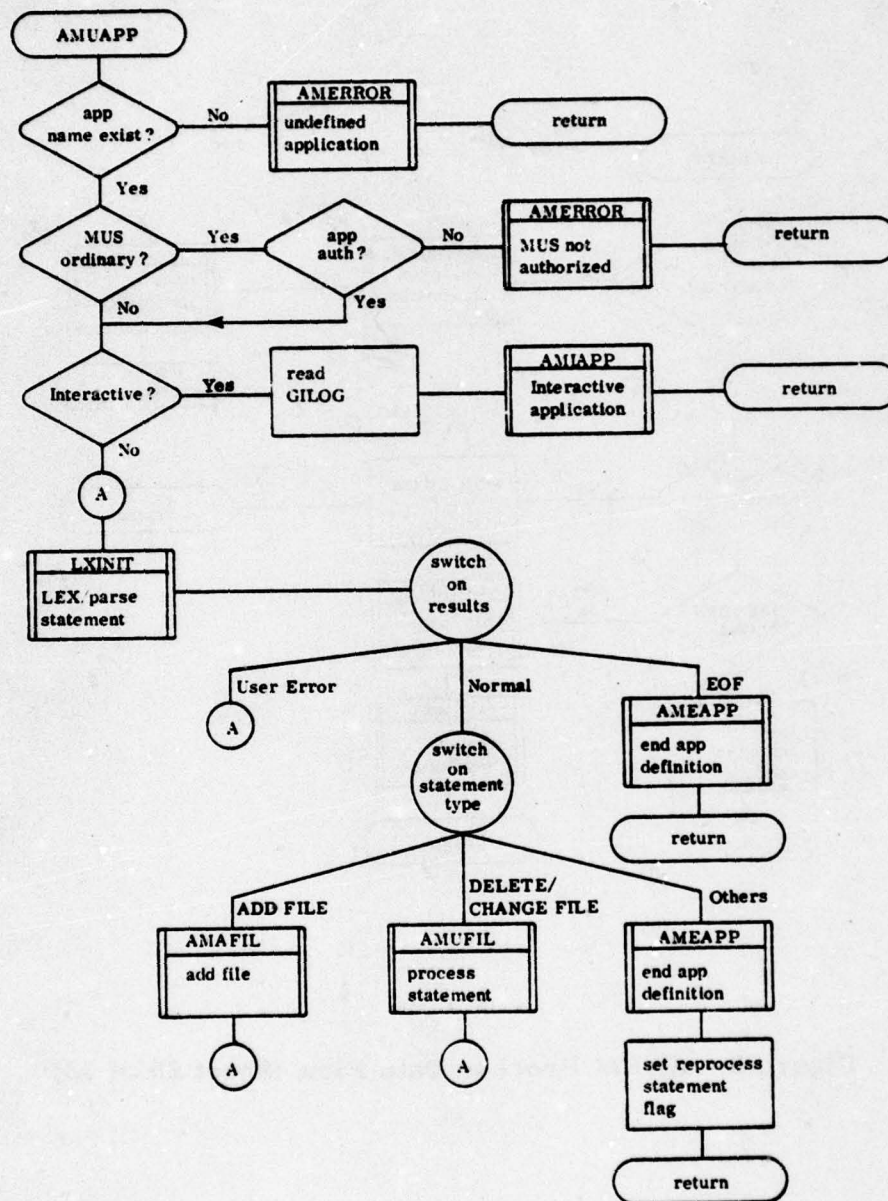 AMUAPP
app
name exist?
No
AMERROR
undefined
application
return
Yes
MUS
ordinary?
Yes
app
auth?
No
AMERROR
MUS not
authorized
return
No
Yes
Interactive?
Yes
read
GILOG
AMIAPP
Interactive
application
return
No
A
LXINIT
LEX./parse
statement
switch
on
results
User Error
Normal
EOF
A
switch
on
statement
type
AMEAPP
end app
definition
return
ADD FILE
DELETE/
CHANGE FILE
Others
AMAFIL
add file
AMUFIL
process
statement
AMEAPP
end app
definition
A
A
set reprocess
statement
flag
return